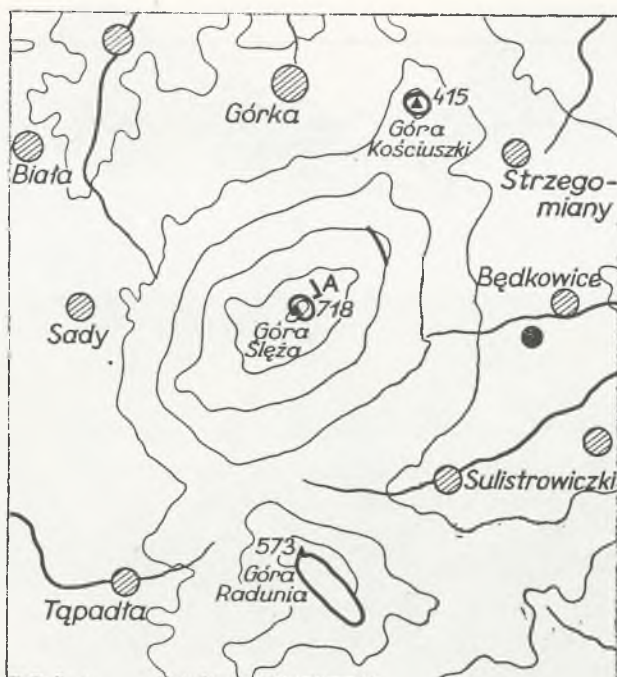 Górka
415
Góra
Kościuszki
Biała
Strzego-
miany
Będkowice
A
718
Sady
Góra
Ślęża
Sulistrowiczki
573
Góra
Radunia
Tąpadła